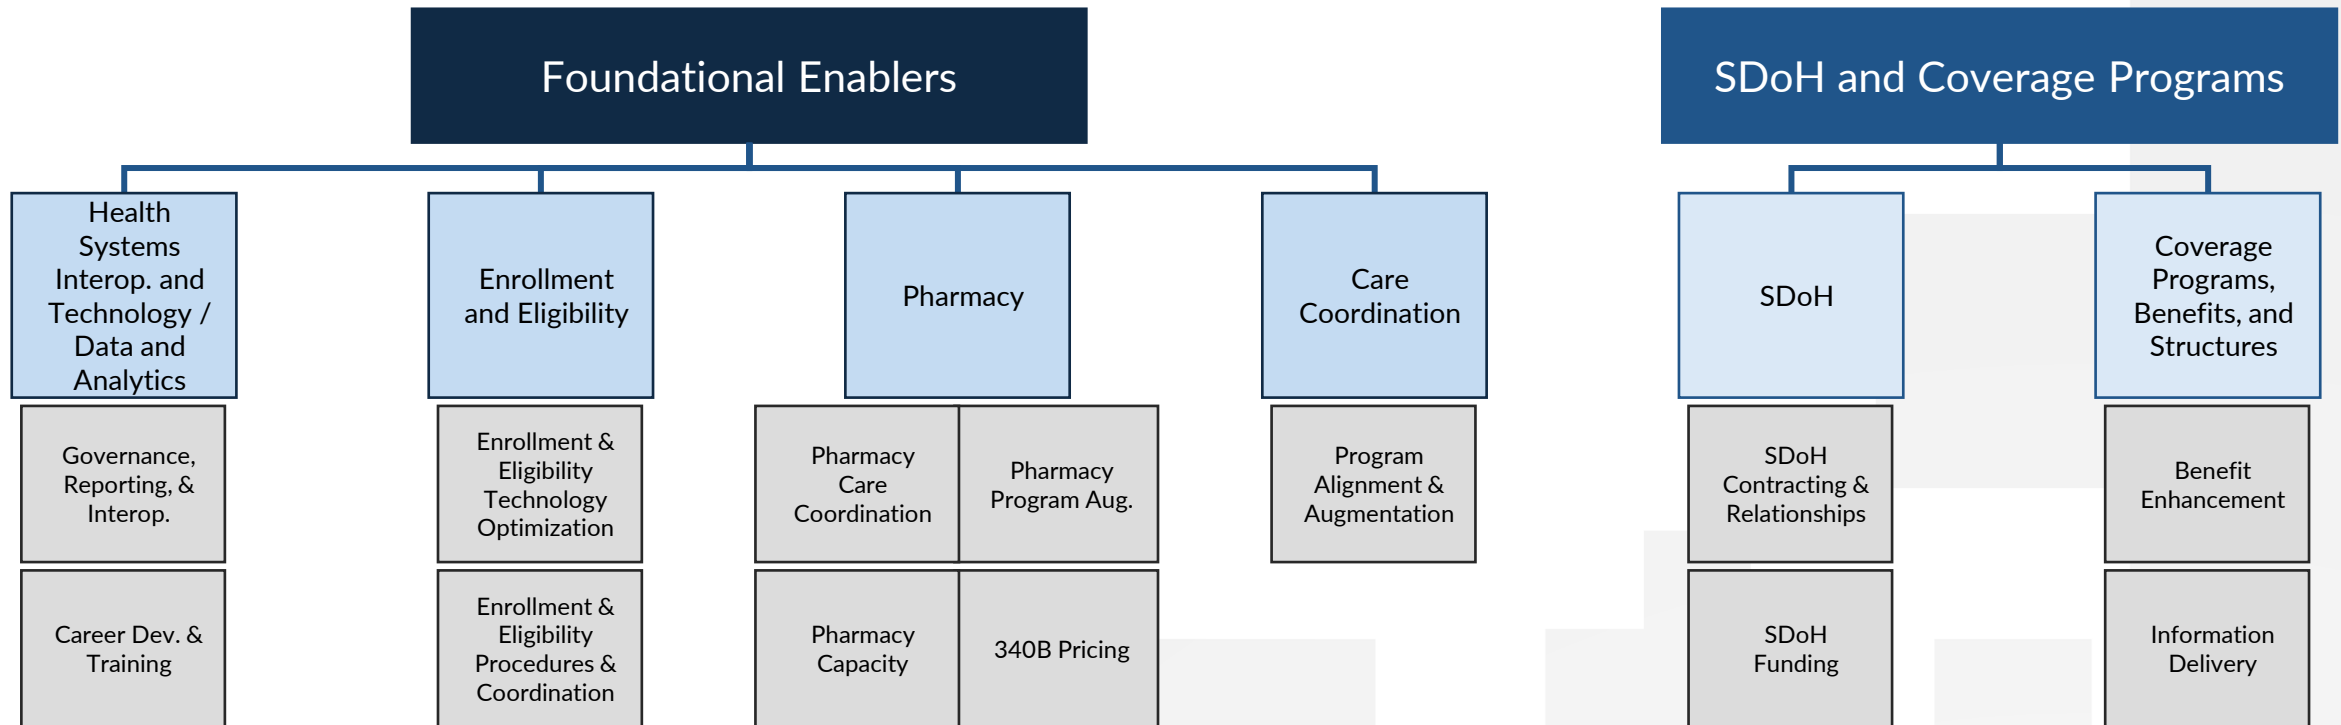 Foundational Enablers
SDoH and Coverage Programs
Health
Systems
Interop. and
Technology /
Data and
Analytics
Enrollment
and Eligibility
Pharmacy
Care
Coordination
SDoH
Coverage
Programs,
Benefits, and
Structures
Governance,
Reporting, &
Interop.
Enrollment &
Eligibility
Technology
Optimization
Pharmacy
Care
Coordination
Pharmacy
Program Aug.
Program
Alignment &
Augmentation
SDoH
Contracting &
Relationships
Benefit
Enhancement
Career Dev. &
Training
Enrollment &
Eligibility
Procedures &
Coordination
Pharmacy
Capacity
340B Pricing
SDoH
Funding
Information
Delivery